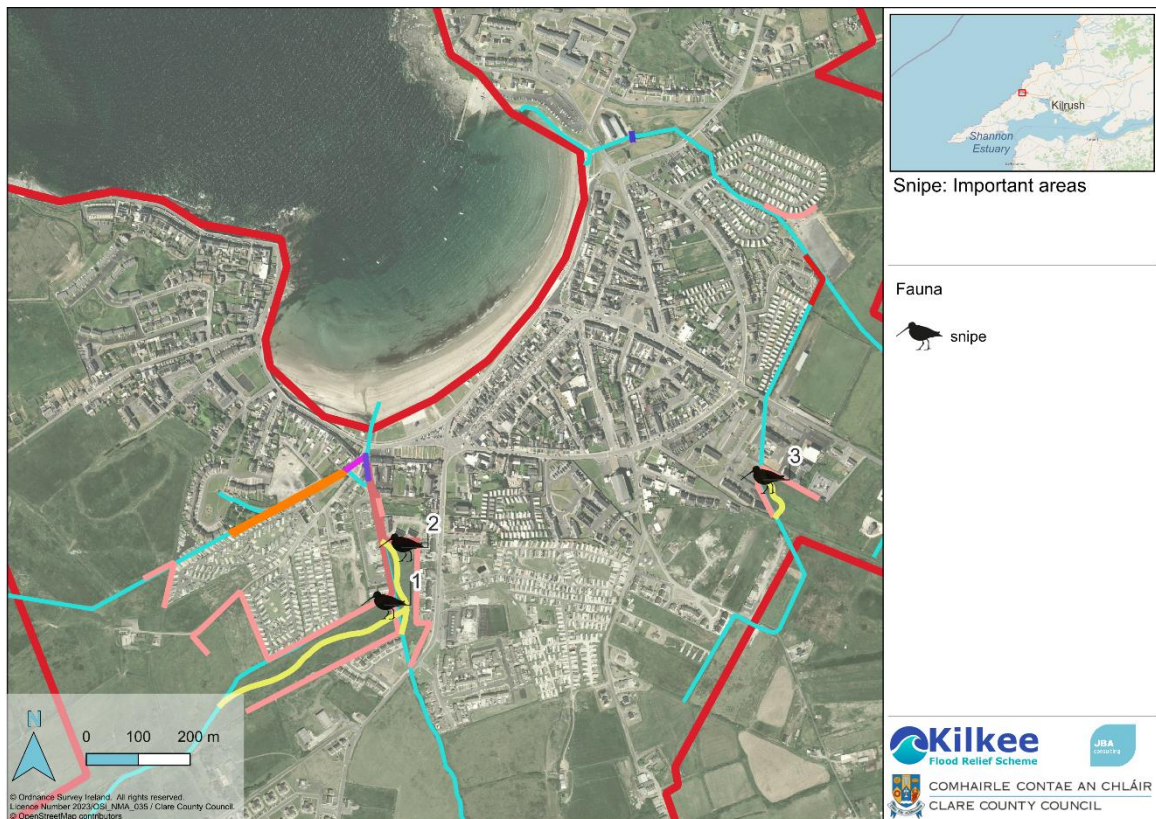 Kilrush
Shannon
Estuary
Snipe: Important areas
Fauna
snipe
3
2
1
N
0 100 200 m
© Ordnance Survey Ireland. All rights reserved.
Licence Number 2023/OSI_NMA_035 / Clare County Council.
© OpenStreetMap contributors
Kilkee
Flood Relief Scheme
JBA
consulting
COMHAIRLE CONTAE AN CHLÁIR
CLARE COUNTY COUNCIL